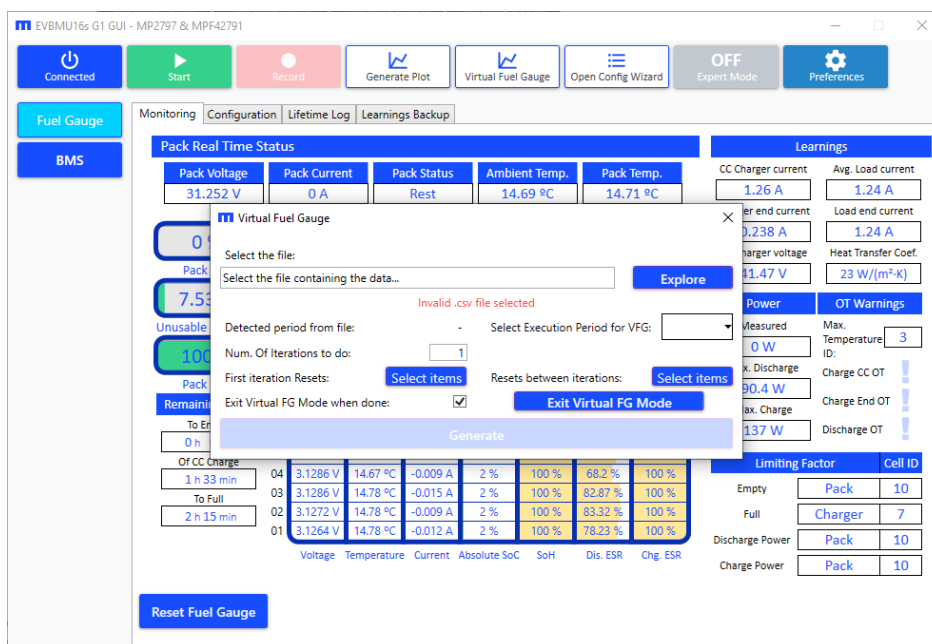 EVBMU16s G1 GUI - MP2797 & MPF42791
Connected
Start
Record
Generate Plot
Virtual Fuel Gauge
Open Config Wizard
OFF
Expert Mode
Preferences
Fuel Gauge
BMS
Monitoring Configuration Lifetime Log Learnings Backup
Pack Real Time Status
Pack Voltage Pack Current Pack Status Ambient Temp. Pack Temp.
31.252 V 0 A Rest 14.69 ºC 14.71 ºC
Learnings
CC Charger current Avg. Load current
1.26 A 1.24 A
er end current Load end current
0.238 A 1.24 A
harger voltage Heat Transfer Coef.
41.47 V 23 W/(m²·K)
Virtual Fuel Gauge
Select the file:
Select the file containing the data...
Explore
Invalid .csv file selected
Detected period from file: - Select Execution Period for VFG:
Num. Of Iterations to do: 1
First iteration Resets: Select items Resets between iterations: Select items
Exit Virtual FG Mode when done: Exit Virtual FG Mode
Generate
0 9
Pack
7.53
Unusable
100
Pack
Remainin
To En
0 h
Of CC Charge
1 h 33 min
To Full
2 h 15 min
Power OT Warnings
Measured
0 W
x. Discharge
90.4 W
ax. Charge
137 W
Max.
Temperature
ID:
3
Charge CC OT
Charge End OT
Discharge OT
04 3.1286 V 14.67 ºC -0.009 A 2 % 100 % 68.2 % 100 %
03 3.1286 V 14.78 ºC -0.015 A 2 % 100 % 82.87 % 100 %
02 3.1272 V 14.78 ºC -0.009 A 2 % 100 % 83.32 % 100 %
01 3.1264 V 14.78 ºC -0.012 A 2 % 100 % 78.23 % 100 %
Voltage Temperature Current Absolute SoC SoH Dis. ESR Chg. ESR
Limiting Factor Cell ID
Empty Pack 10
Full Charger 7
Discharge Power Pack 10
Charge Power Pack 10
Reset Fuel Gauge